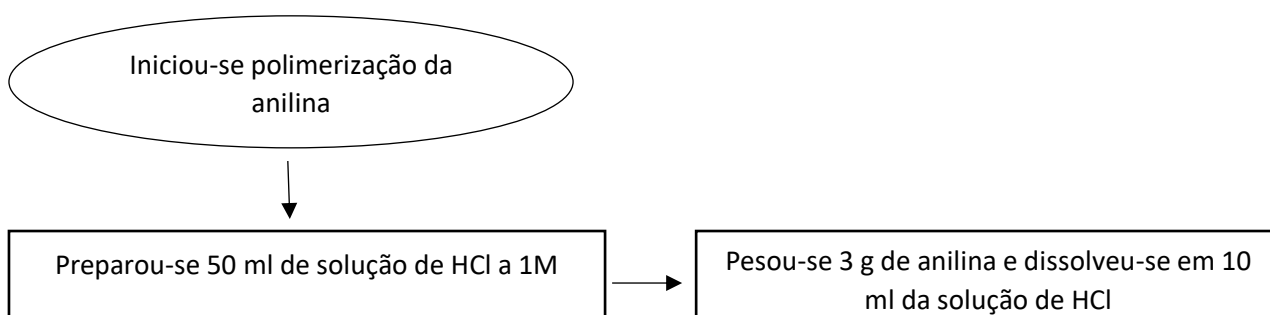 Iniciou-se polimerização da
anilina
Preparou-se 50 ml de solução de HCl a 1M
Pesou-se 3 g de anilina e dissolveu-se em 10
ml da solução de HCl